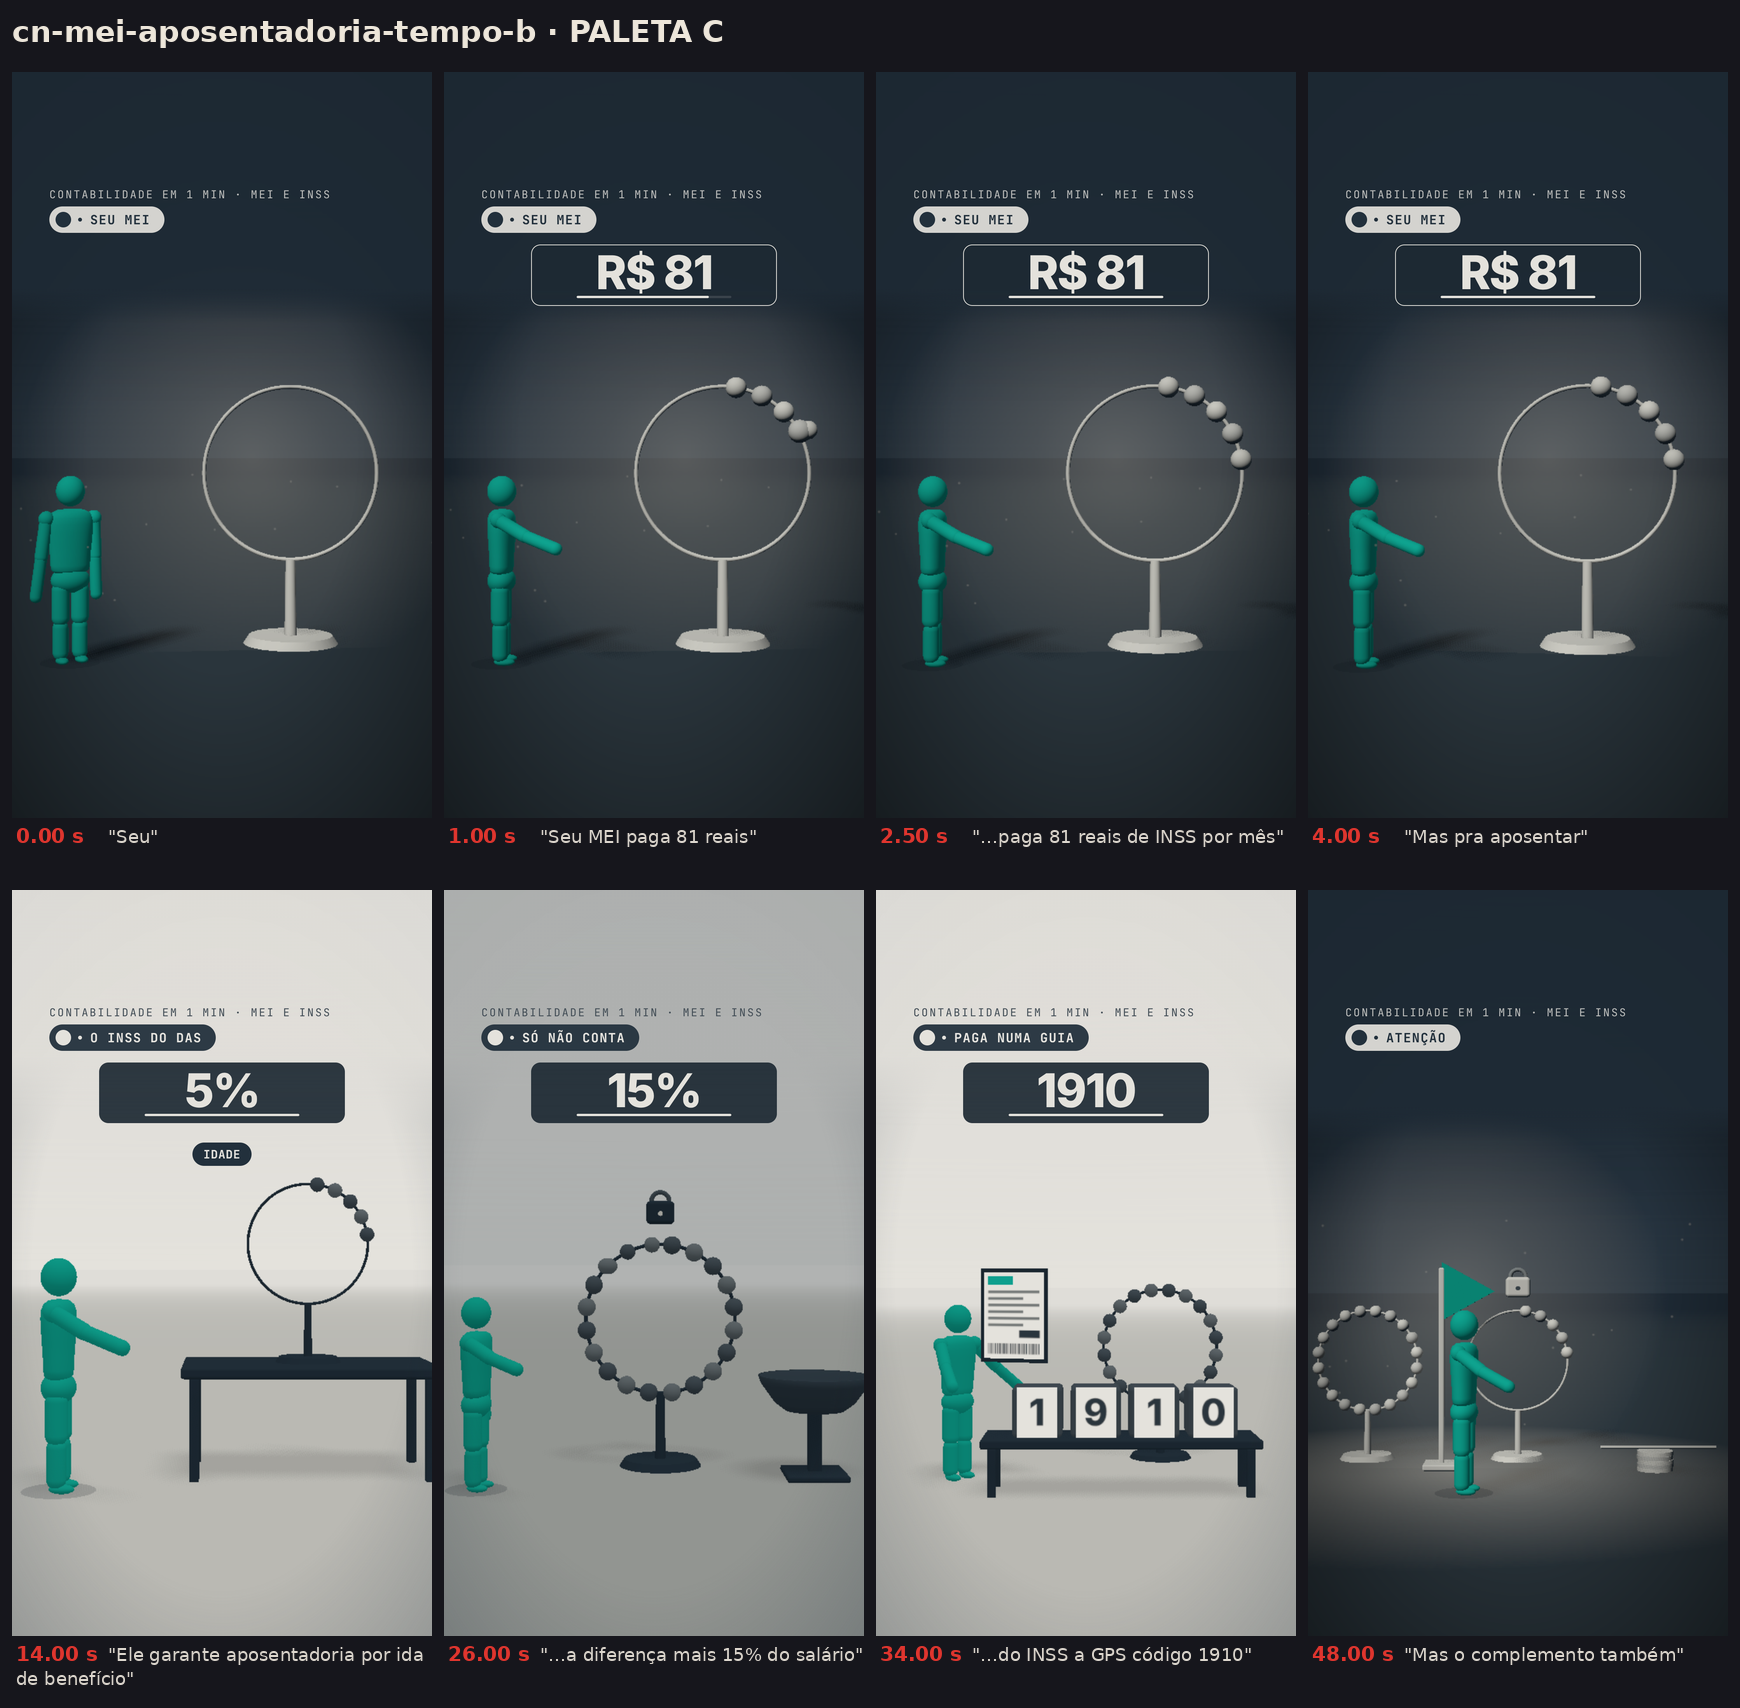 cn-mei-aposentadoria-tempo-b · PALETA C
CONTABILIDADE EM 1 MIN · MEI E INSS
• SEU MEI
CONTABILIDADE EM 1 MIN · MEI E INSS
• SEU MEI
R$ 81
CONTABILIDADE EM 1 MIN · MEI E INSS
• SEU MEI
R$ 81
CONTABILIDADE EM 1 MIN · MEI E INSS
• SEU MEI
R$ 81
0.00 s "Seu"
1.00 s "Seu MEI paga 81 reais"
2.50 s "...paga 81 reais de INSS por mês"
4.00 s "Mas pra aposentar"
CONTABILIDADE EM 1 MIN · MEI E INSS
• O INSS DO DAS
5%
IDADE
CONTABILIDADE EM 1 MIN · MEI E INSS
• SÓ NÃO CONTA
15%
CONTABILIDADE EM 1 MIN · MEI E INSS
• PAGA NUMA GUIA
1910
1 9 1 0
CONTABILIDADE EM 1 MIN · MEI E INSS
• ATENÇÃO
14.00 s "Ele garante aposentadoria por ida
de benefício"
26.00 s "...a diferença mais 15% do salário"
34.00 s "...do INSS a GPS código 1910"
48.00 s "Mas o complemento também"